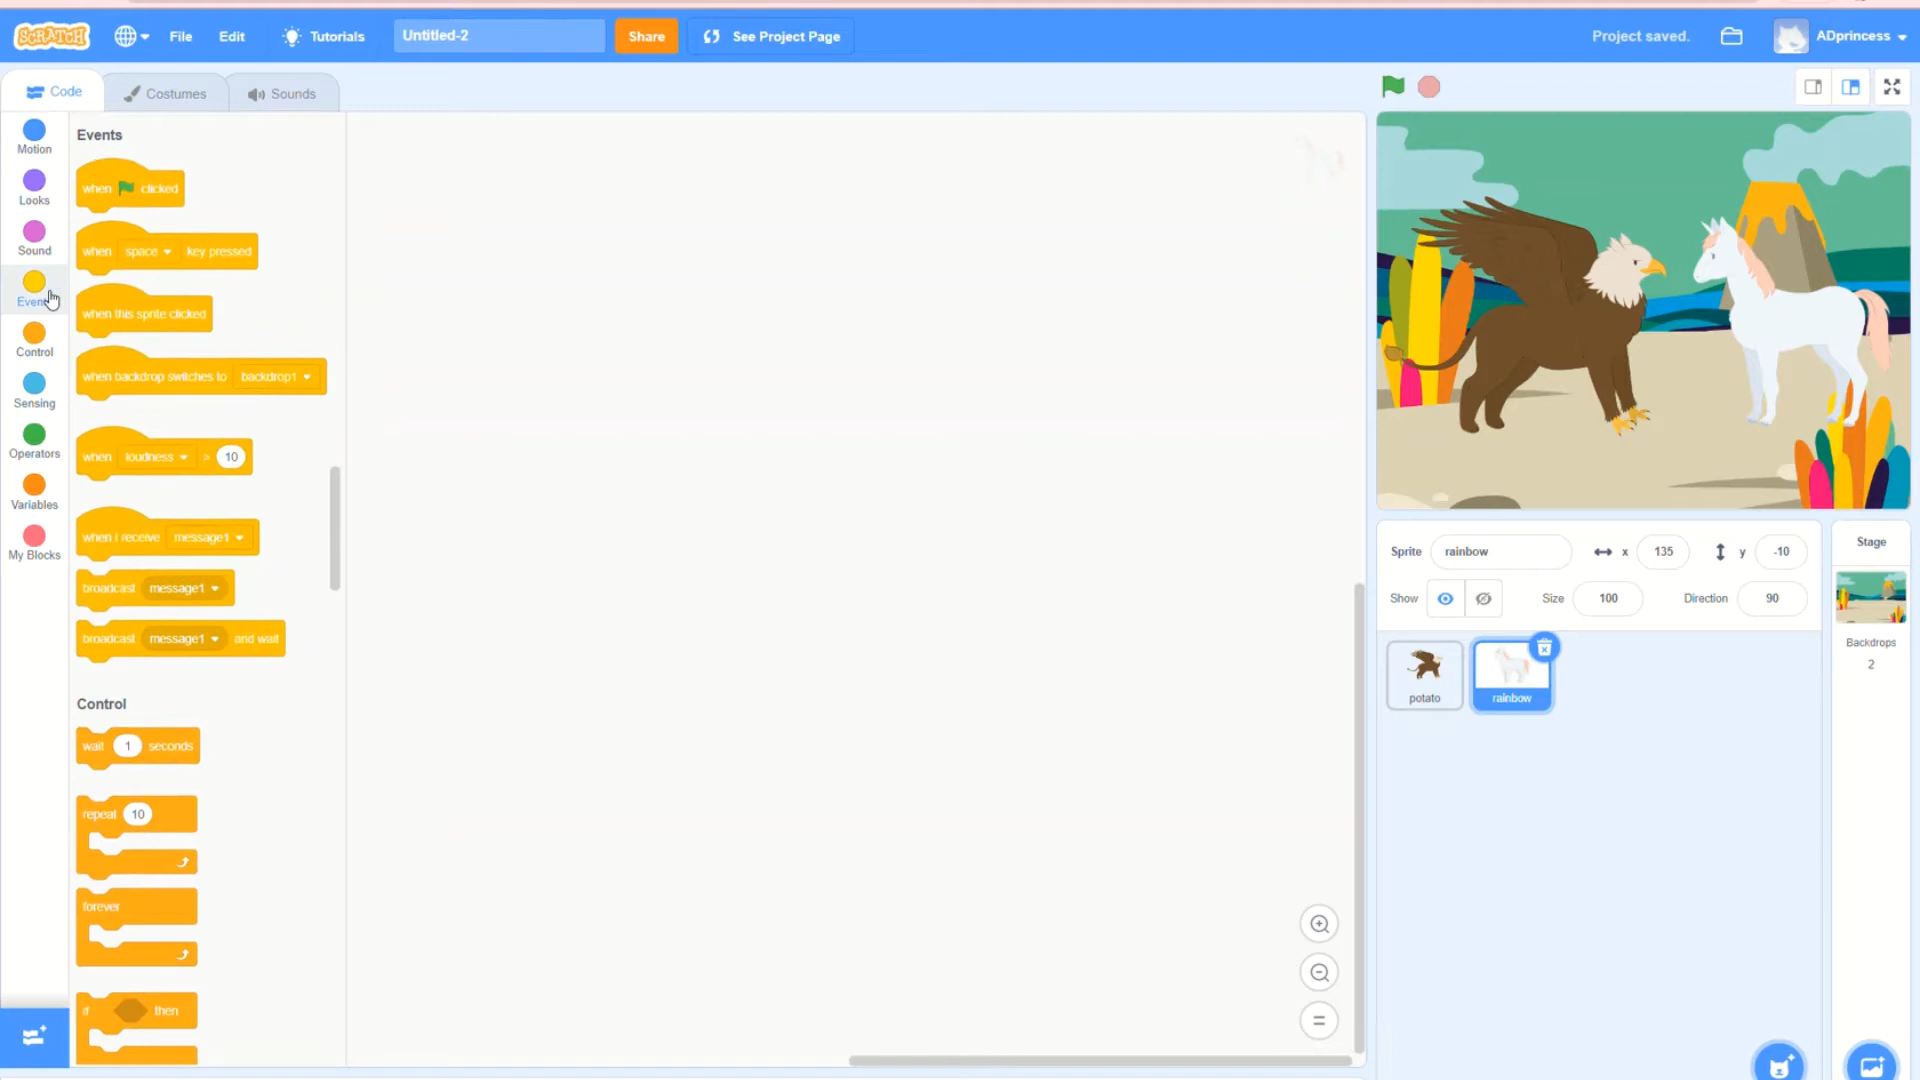 SCRATCH File Edit Tutorials Untitled-2 Share See Project Page Project saved. ADprincess
Code Costumes Sounds
Motion
Looks
Sound
Events
Control
Sensing
Operators
Variables
My Blocks
Events
when clicked
when space key pressed
when this sprite clicked
when backdrop switches to backdrop1
when loudness > 10
when I receive message1
broadcast message1
broadcast message1 and wait
Control
wait 1 seconds
repeat 10
forever
if then
Sprite rainbow x 135 y -10
Show Size 100 Direction 90
potato
rainbow
Stage
Backdrops
2